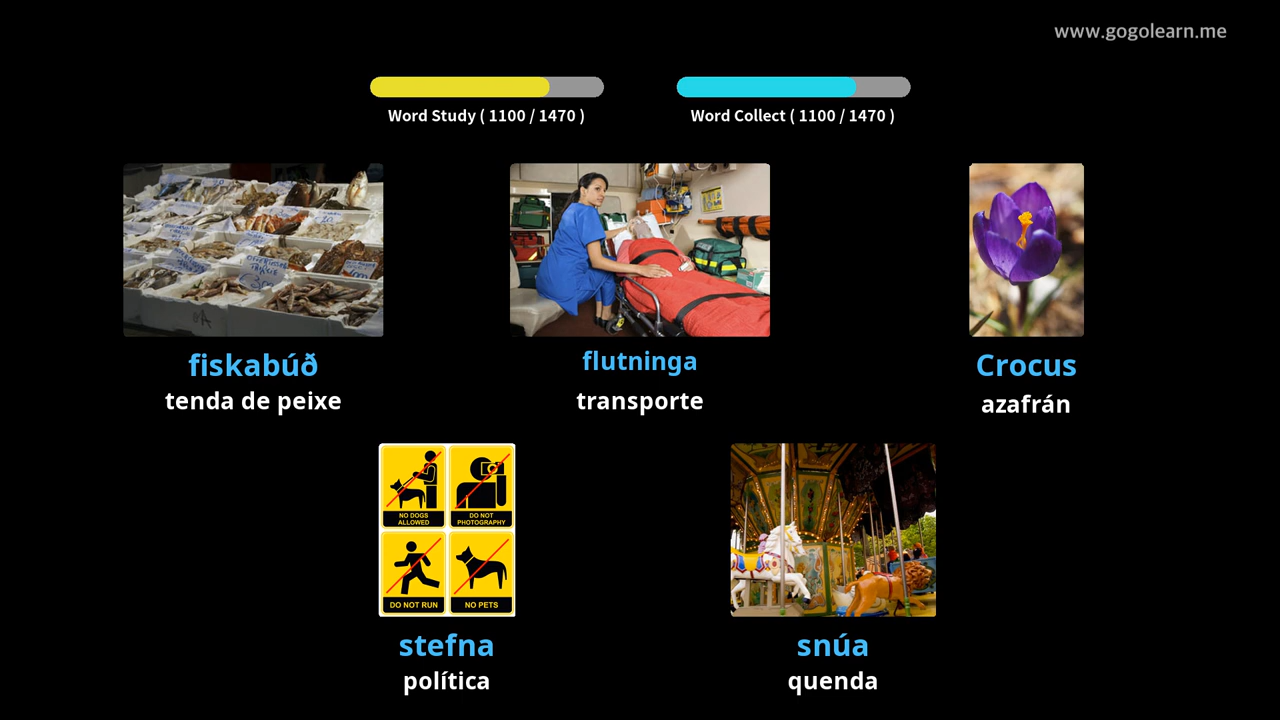 www.gogolearn.me
Word Study ( 1100 / 1470 )
Word Collect ( 1100 / 1470 )
fiskabúð
tenda de peixe
flutninga
transporte
Crocus
azafrán
NO DOGS
ALLOWED
DO NOT
PHOTOGRAPHY
DO NOT RUN
NO PETS
stefna
política
snúa
quenda